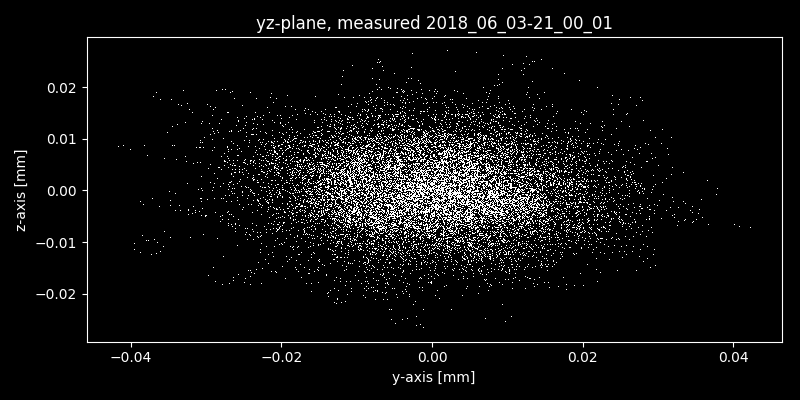 yz-plane, measured 2018_06_03-21_00_01
z-axis [mm]
0.02
0.01
0.00
−0.01
−0.02
−0.04 −0.02 0.00 0.02 0.04
y-axis [mm]